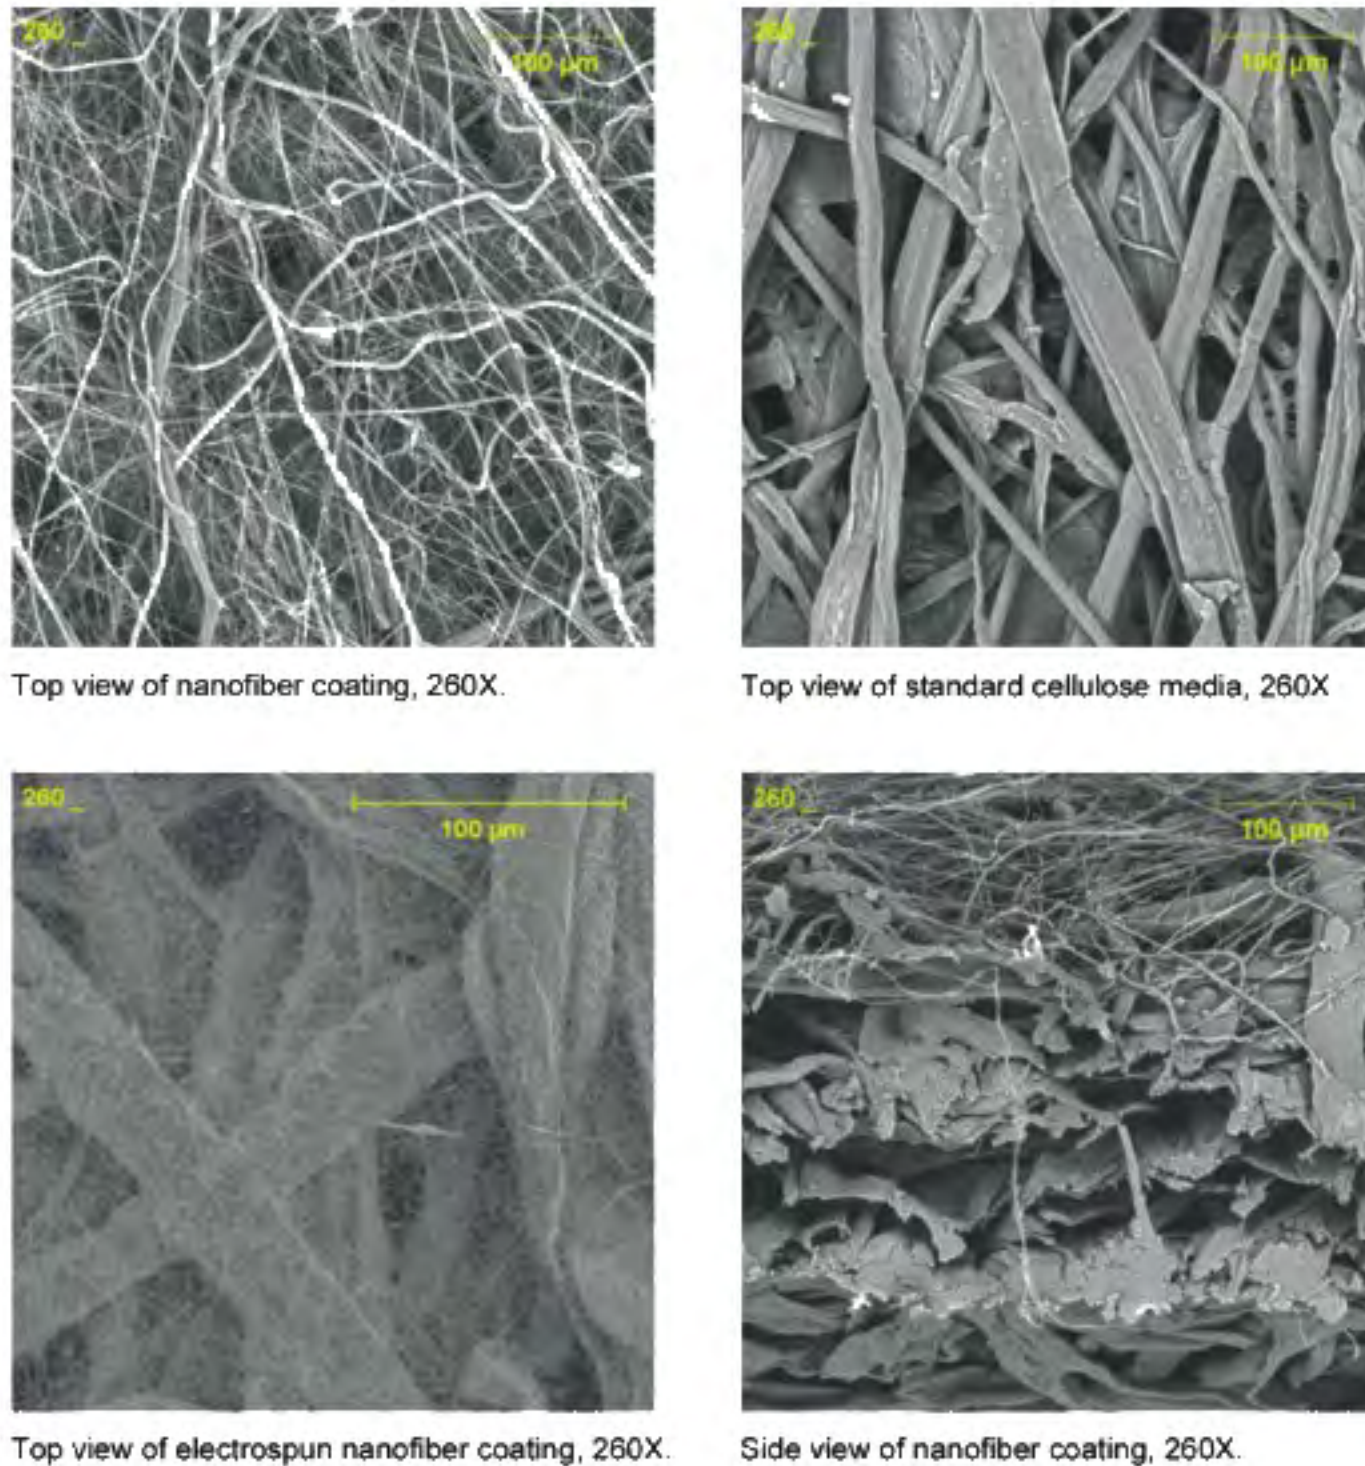 260 _
100 µm
260 _
100 µm
Top view of nanofiber coating, 260X.
Top view of standard cellulose media, 260X
260 _
100 µm
260 _
100 µm
Top view of electrospun nanofiber coating, 260X.
Side view of nanofiber coating, 260X.